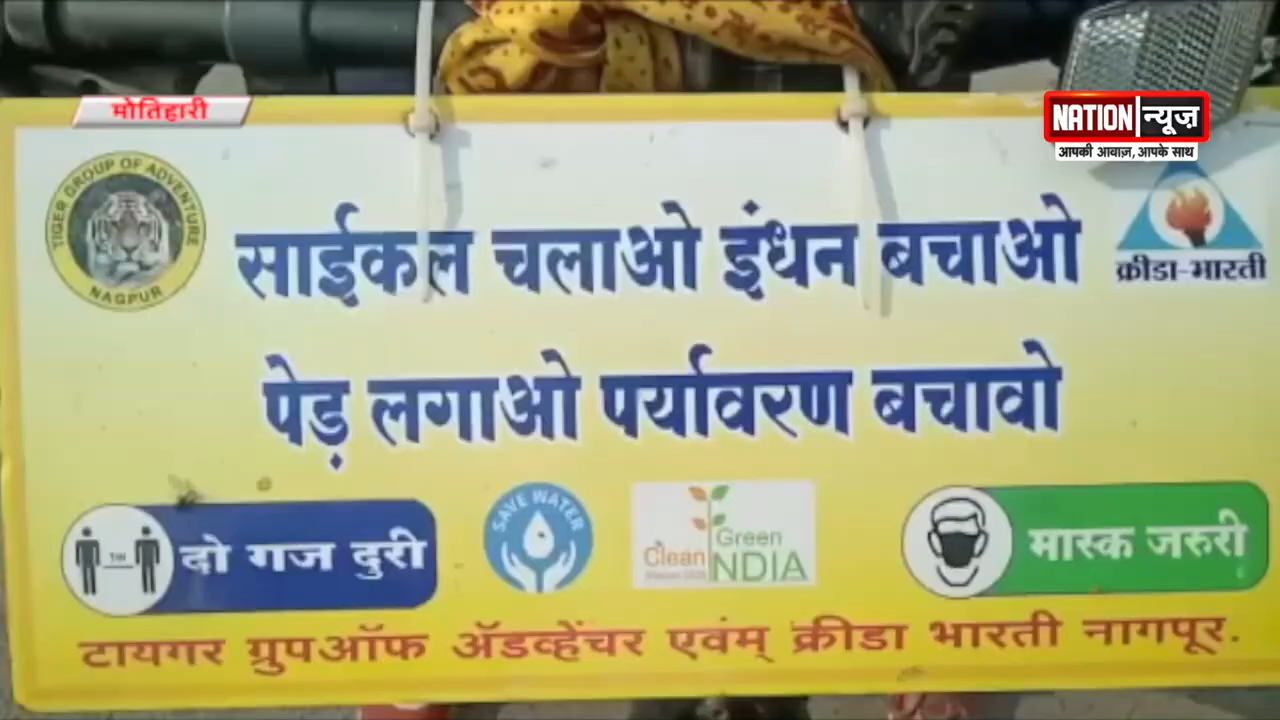 मोतिहारी
NATION न्यूज़
आपकी आवाज़, आपके साथ
TIGER GROUP OF ADVENTURE
NAGPUR
साईकल चलाओ इंधन बचाओ
क्रीडा-भारती
पेड़ लगाओ पर्यावरण बचावो
दो गज दुरी
SAVE WATER
Clean
Green
INDIA
मास्क जरुरी
टायगर ग्रुपऑफ ॲडव्हेंचर एवंम् क्रीडा भारती नागपूर.